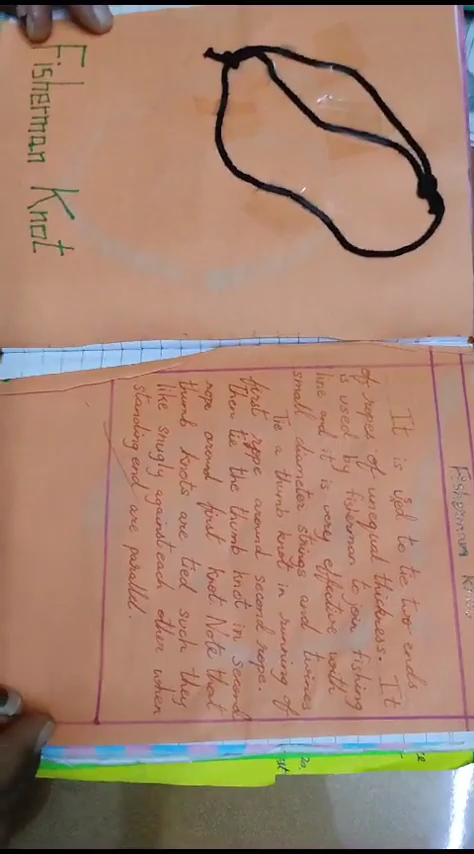 Fisherman Knot
Fisherman Knot
It is used to tie two ends
of ropes of unequal thickness. It
is used by fisherman to join fishing
line and it is very effective with
small diameter strings and twines
Tie a thumb knot in running of
first rope around second rope.
Then tie the thumb knot in second
rope around first knot. Note that
thumb knots are tied such they
like snugly against each other when
standing end are parallel.